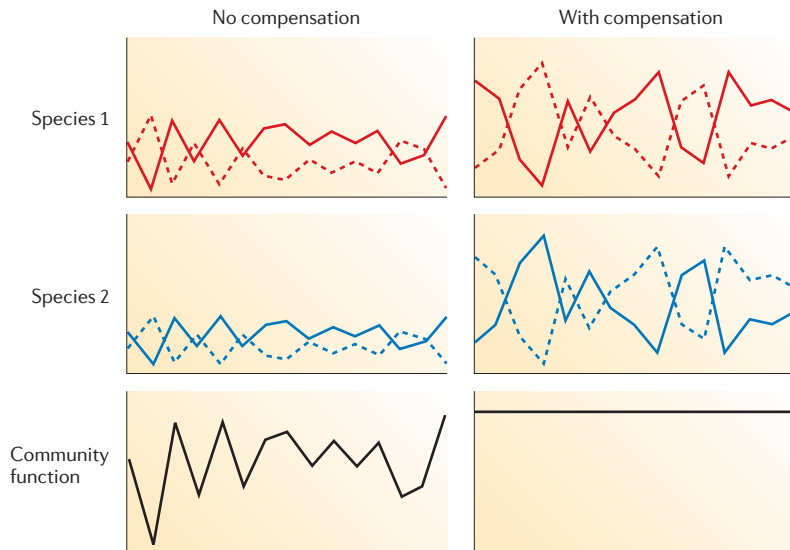 No compensation
With compensation
Species 1
Species 2
Community
function